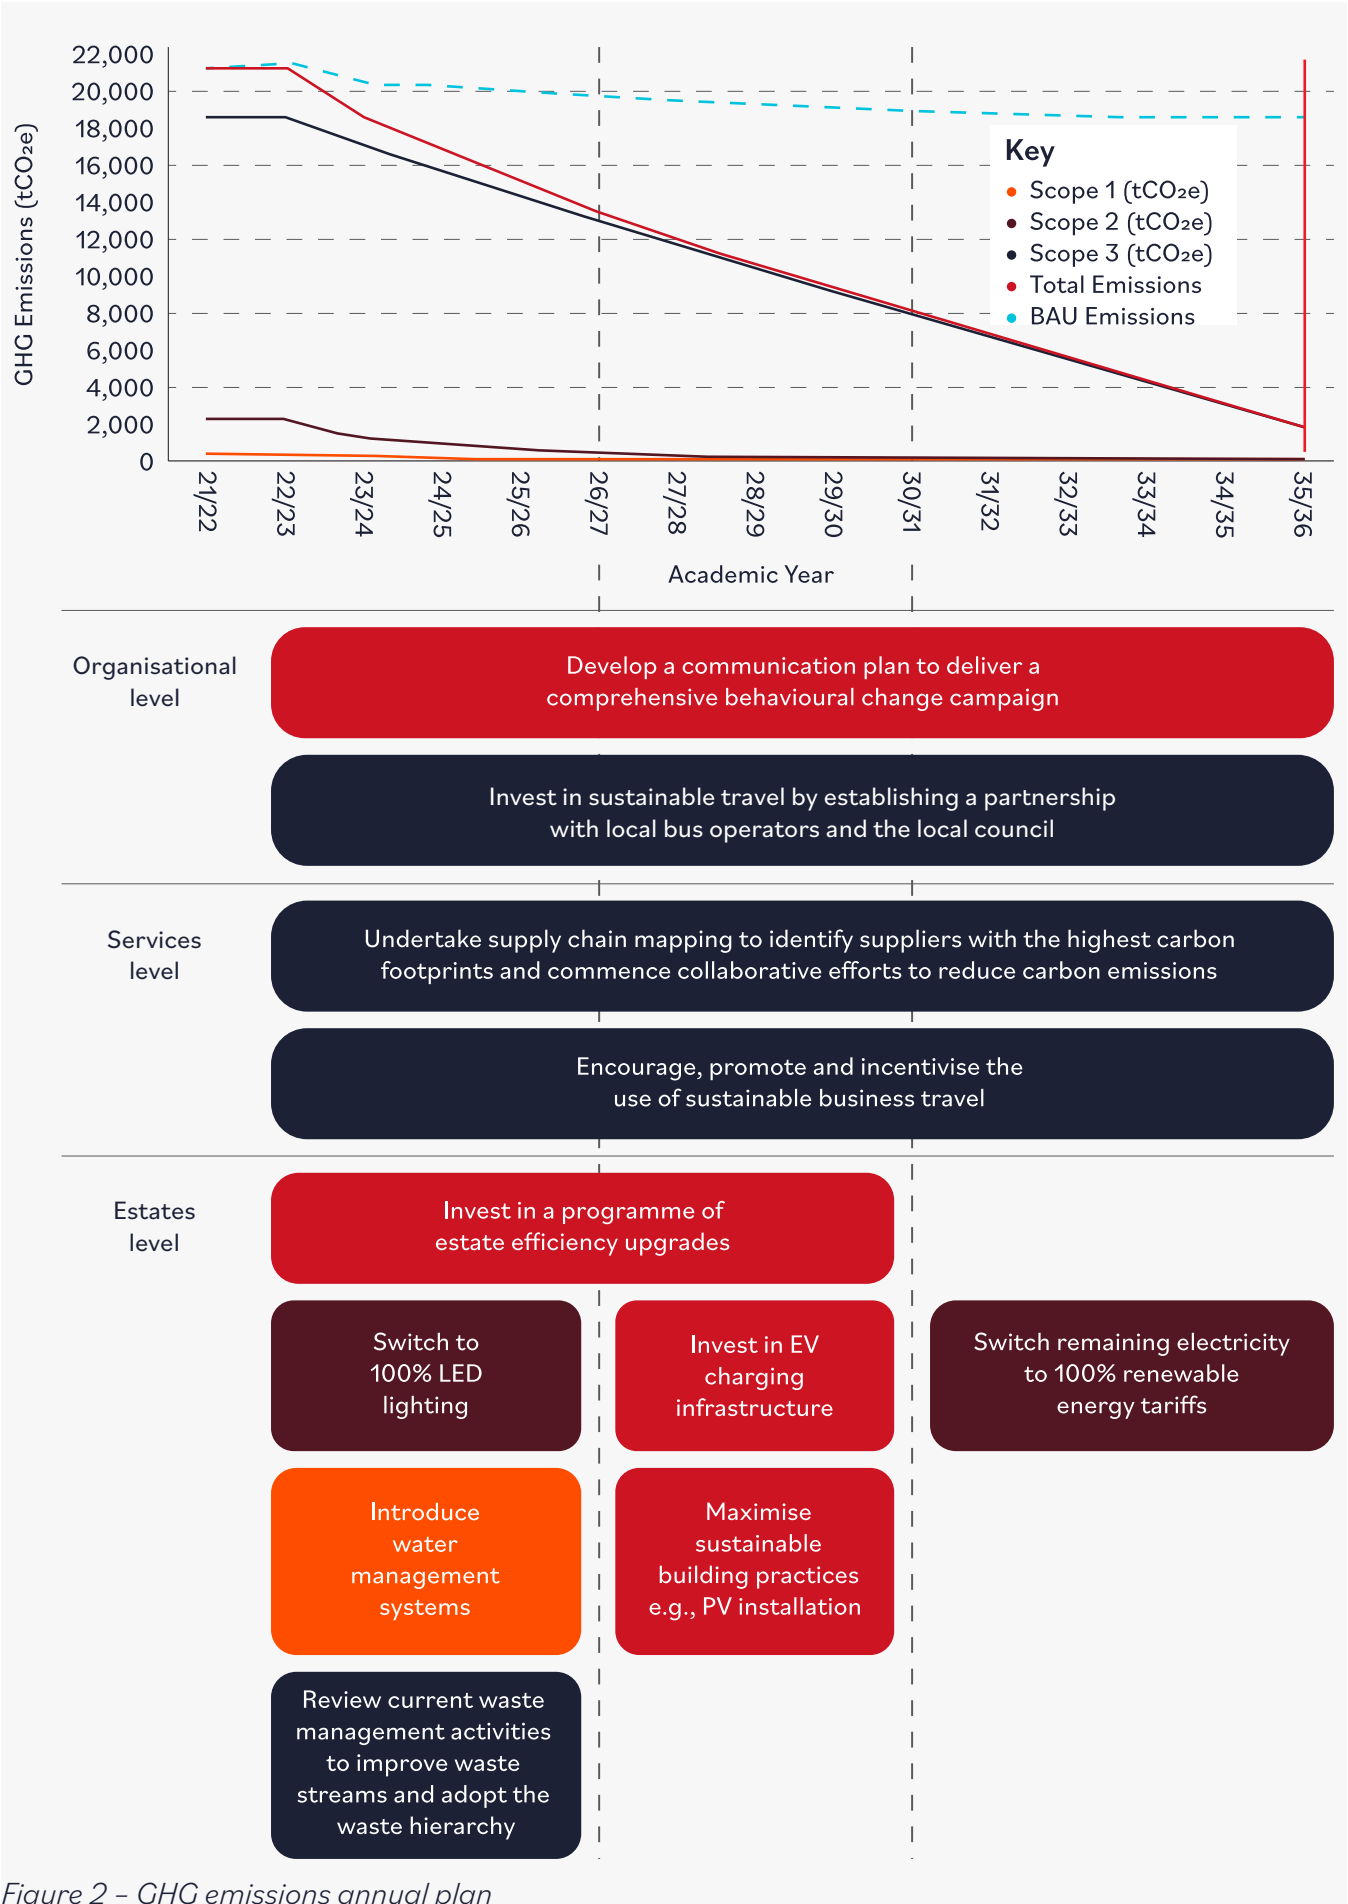 22,000
20,000
18,000
16,000
14,000
12,000
10,000
8,000
6,000
4,000
2,000
0
GHG Emissions (tCO₂e)
Key
Scope 1 (tCO₂e)
Scope 2 (tCO₂e)
Scope 3 (tCO₂e)
Total Emissions
BAU Emissions
21/22
22/23
23/24
24/25
25/26
26/27
27/28
28/29
29/30
30/31
31/32
32/33
33/34
34/35
35/36
Academic Year
Organisational
level
Develop a communication plan to deliver a
comprehensive behavioural change campaign
Invest in sustainable travel by establishing a partnership
with local bus operators and the local council
Services
level
Undertake supply chain mapping to identify suppliers with the highest carbon
footprints and commence collaborative efforts to reduce carbon emissions
Encourage, promote and incentivise the
use of sustainable business travel
Estates
level
Invest in a programme of
estate efficiency upgrades
Switch to
100% LED
lighting
Invest in EV
charging
infrastructure
Switch remaining electricity
to 100% renewable
energy tariffs
Introduce
water
management
systems
Maximise
sustainable
building practices
e.g., PV installation
Review current waste
management activities
to improve waste
streams and adopt the
waste hierarchy
Figure 2 – GHG emissions annual plan